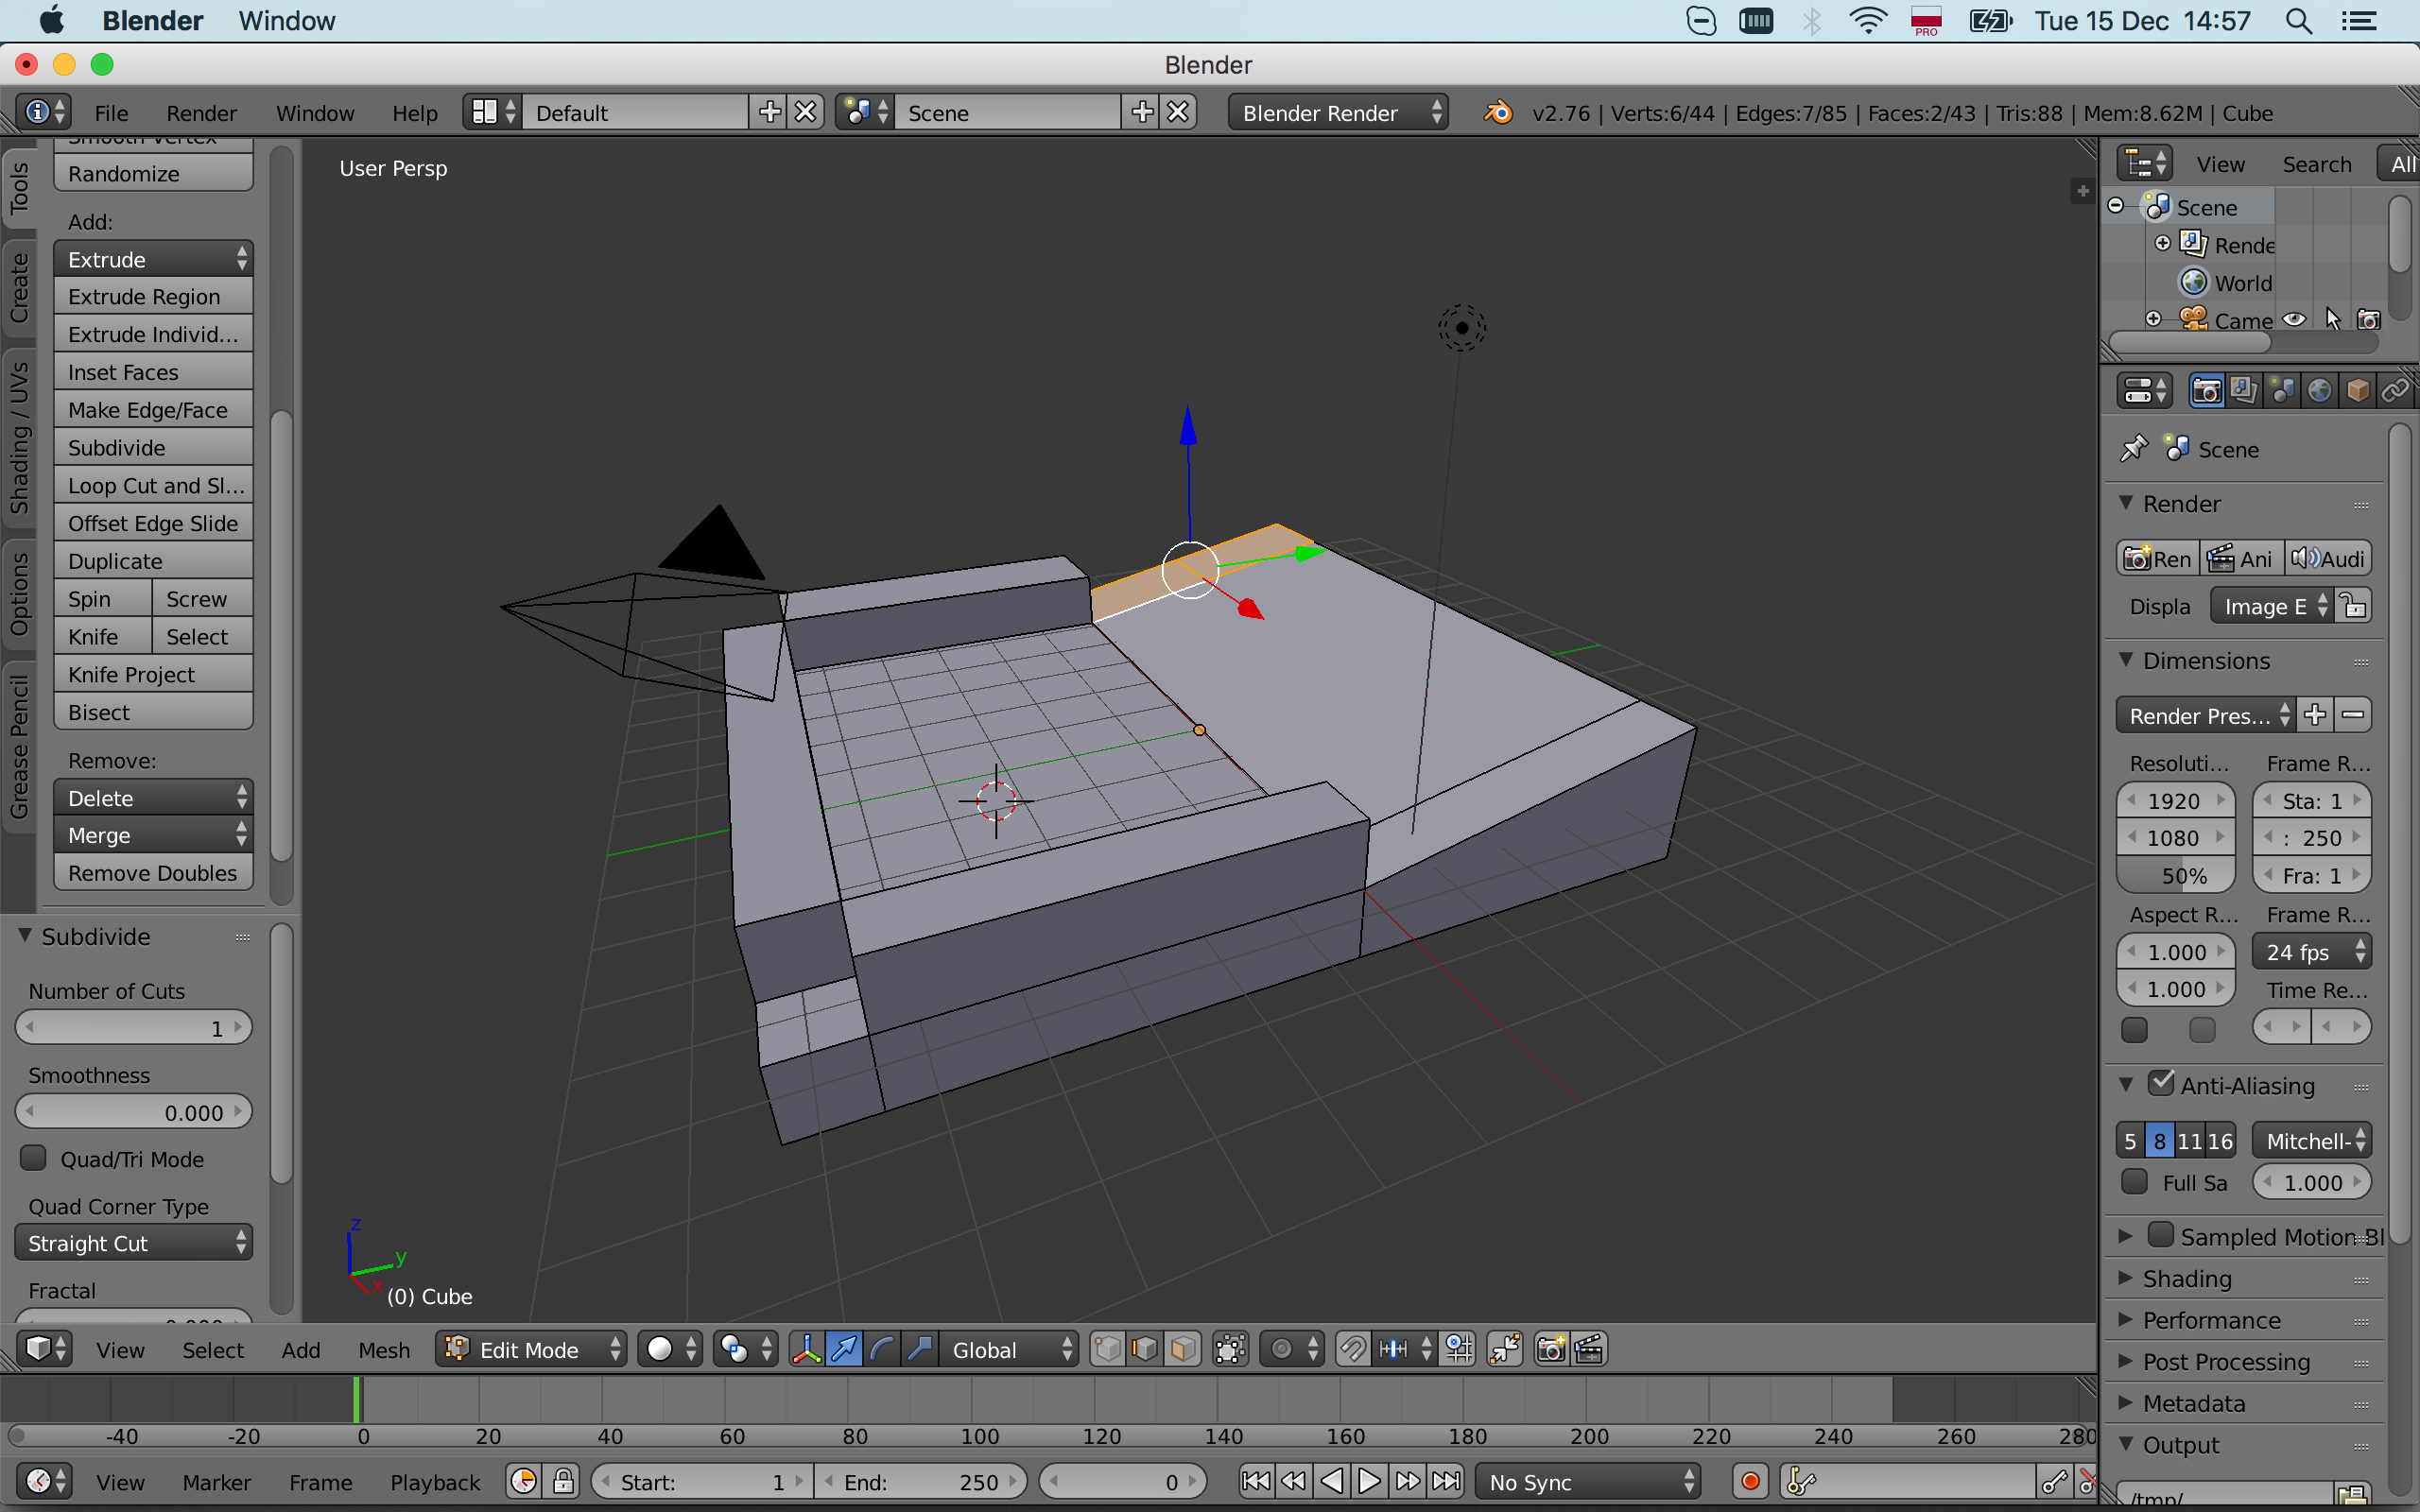 Blender Window PRO Tue 15 Dec 14:57
Blender
File Render Window Help Default Scene Blender Render v2.76 | Verts:6/44 | Edges:7/85 | Faces:2/43 | Tris:88 | Mem:8.62M | Cube
Tools
Create
Shading / UVs
Options
Grease Pencil
Smooth Vertex
Randomize
Add:
Extrude
Extrude Region
Extrude Individ...
Inset Faces
Make Edge/Face
Subdivide
Loop Cut and Sl...
Offset Edge Slide
Duplicate
Spin Screw
Knife Select
Knife Project
Bisect
Remove:
Delete
Merge
Remove Doubles
Subdivide
Number of Cuts
1
Smoothness
0.000
Quad/Tri Mode
Quad Corner Type
Straight Cut
Fractal
0.000
User Persp
z
y
x
(0) Cube
View Search All
Scene
Rende
World
Came
Scene
Render
Ren Ani Audi
Displa Image E
Dimensions
Render Pres...
Resoluti... Frame R...
1920 Sta: 1
1080 : 250
50% Fra: 1
Aspect R... Frame R...
1.000 24 fps
1.000 Time Re...
Anti-Aliasing
5 8 11 16 Mitchell-
Full Sa 1.000
Sampled Motion Bl
Shading
Performance
Post Processing
Metadata
Output
/tmp/
View Select Add Mesh Edit Mode Global
-40 -20 0 20 40 60 80 100 120 140 160 180 200 220 240 260 280
View Marker Frame Playback Start: 1 End: 250 0 No Sync